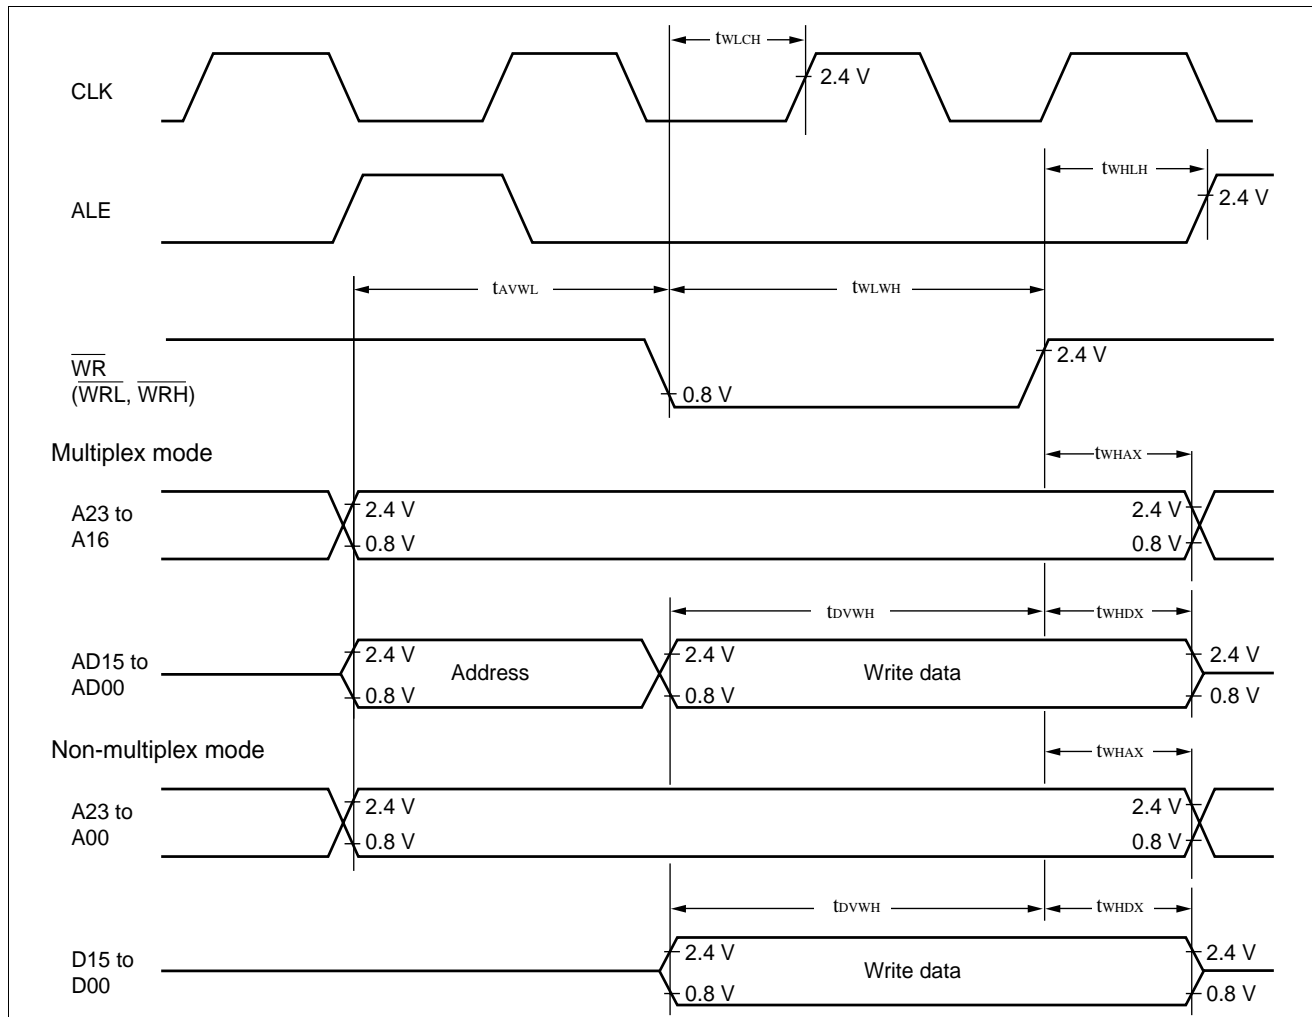 tWLCH
CLK
2.4 V
tWHLH
ALE
2.4 V
tAVWL
tWLWH
WR
(WRL, WRH)
2.4 V
0.8 V
Multiplex mode
tWHAX
A23 to
A16
2.4 V
0.8 V
2.4 V
0.8 V
tDVWH
tWHDX
AD15 to
AD00
2.4 V
0.8 V
Address
2.4 V
0.8 V
Write data
2.4 V
0.8 V
Non-multiplex mode
tWHAX
A23 to
A00
2.4 V
0.8 V
2.4 V
0.8 V
tDVWH
tWHDX
D15 to
D00
2.4 V
0.8 V
Write data
2.4 V
0.8 V